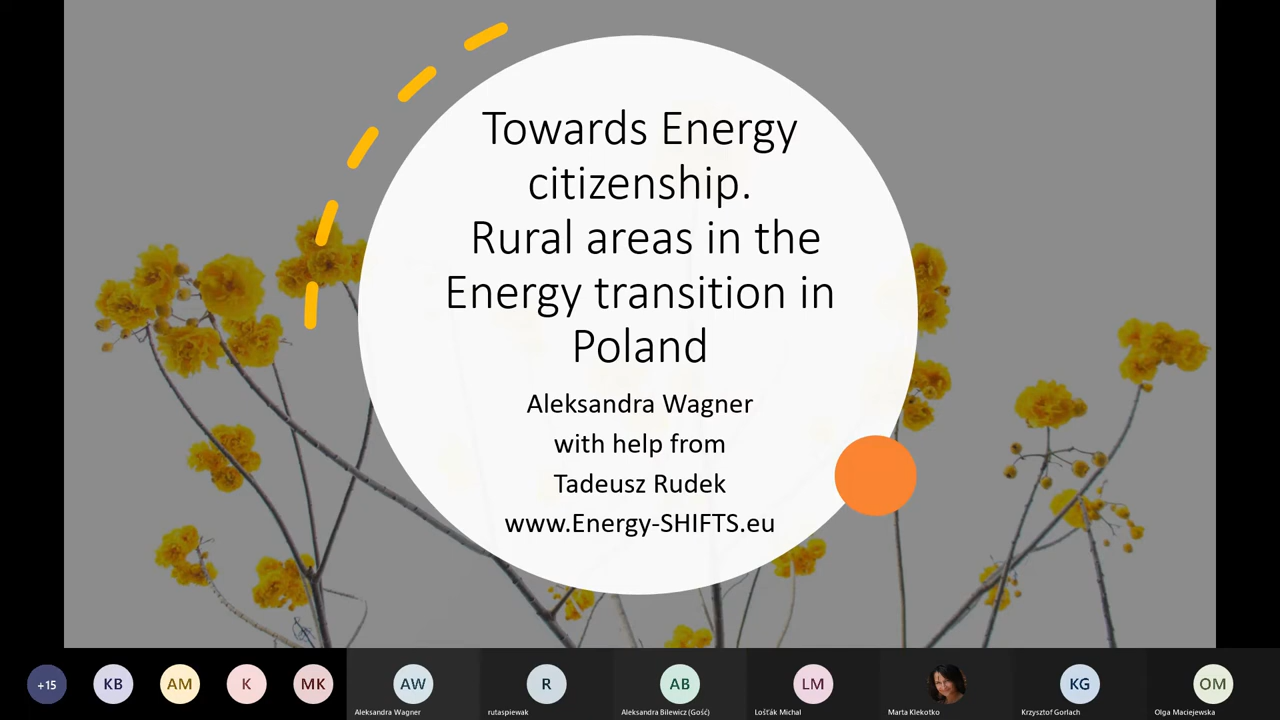 Towards Energy
citizenship.
Rural areas in the
Energy transition in
Poland
Aleksandra Wagner
with help from
Tadeusz Rudek
www.Energy-SHIFTS.eu
+15
KB
AM
K
MK
AW
R
AB
LM
KG
OM
Aleksandra Wagner
rutaspiewak
Aleksandra Bilewicz (Gość)
Lošťák Michal
Marta Klekotko
Krzysztof Gorlach
Olga Maciejewska